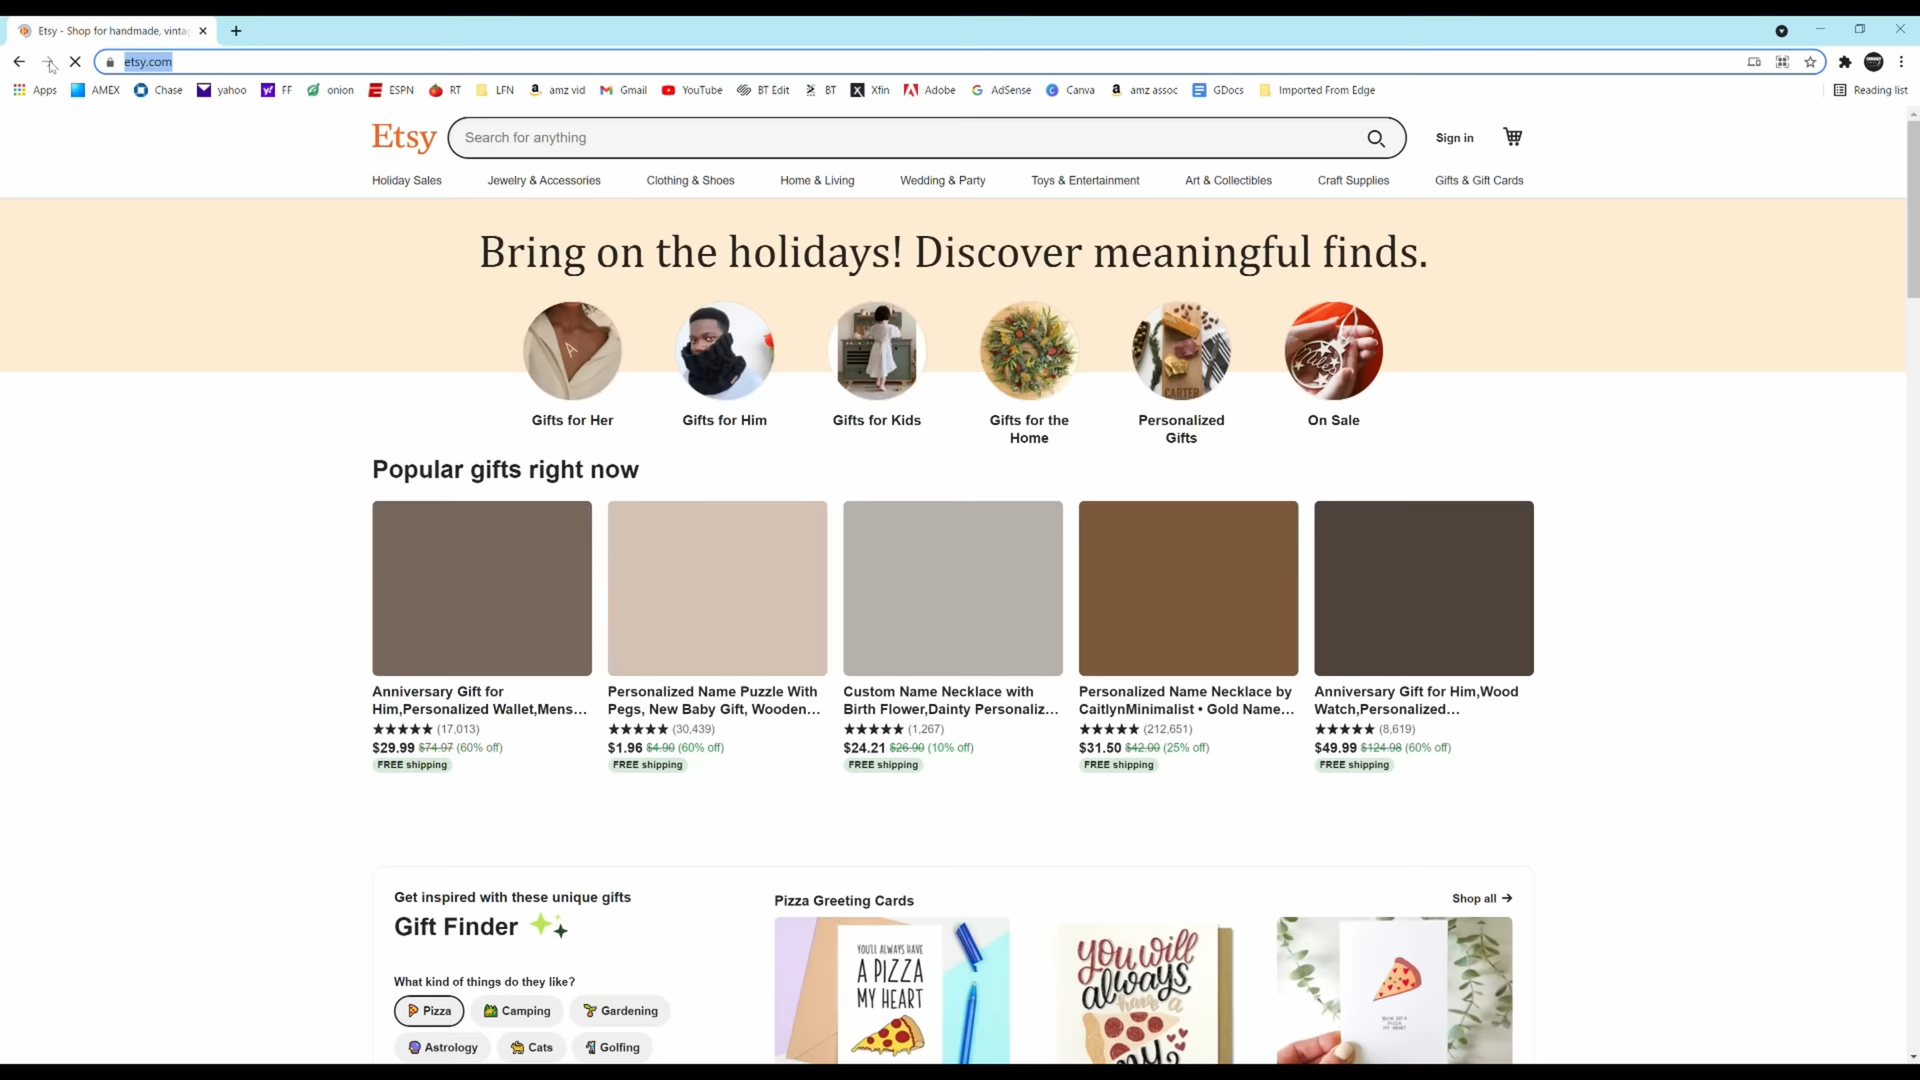 Etsy - Shop for handmade, vinta
etsy.com
Apps AMEX Chase yahoo FF onion ESPN RT LFN amz vid Gmail YouTube BT Edit BT Xfin Adobe AdSense Canva amz assoc GDocs Imported From Edge Reading list
Etsy Search for anything Sign in
Holiday Sales Jewelry & Accessories Clothing & Shoes Home & Living Wedding & Party Toys & Entertainment Art & Collectibles Craft Supplies Gifts & Gift Cards
Bring on the holidays! Discover meaningful finds.
A
CARTER
Gifts for Her
Gifts for Him
Gifts for Kids
Gifts for the
Home
Personalized
Gifts
On Sale
Popular gifts right now
Anniversary Gift for
Him,Personalized Wallet,Mens...
(17,013)
$29.99 $74.97 (60% off)
FREE shipping
Personalized Name Puzzle With
Pegs, New Baby Gift, Wooden...
(30,439)
$1.96 $4.90 (60% off)
FREE shipping
Custom Name Necklace with
Birth Flower,Dainty Personaliz...
(1,267)
$24.21 $26.90 (10% off)
FREE shipping
Personalized Name Necklace by
CaitlynMinimalist • Gold Name...
(212,651)
$31.50 $42.00 (25% off)
FREE shipping
Anniversary Gift for Him,Wood
Watch,Personalized...
(8,619)
$49.99 $124.98 (60% off)
FREE shipping
Get inspired with these unique gifts
Gift Finder
What kind of things do they like?
Pizza Camping Gardening
Astrology Cats Golfing
Pizza Greeting Cards
Shop all →
YOU'LL ALWAYS HAVE
A PIZZA
MY HEART
you will
always
have a
my